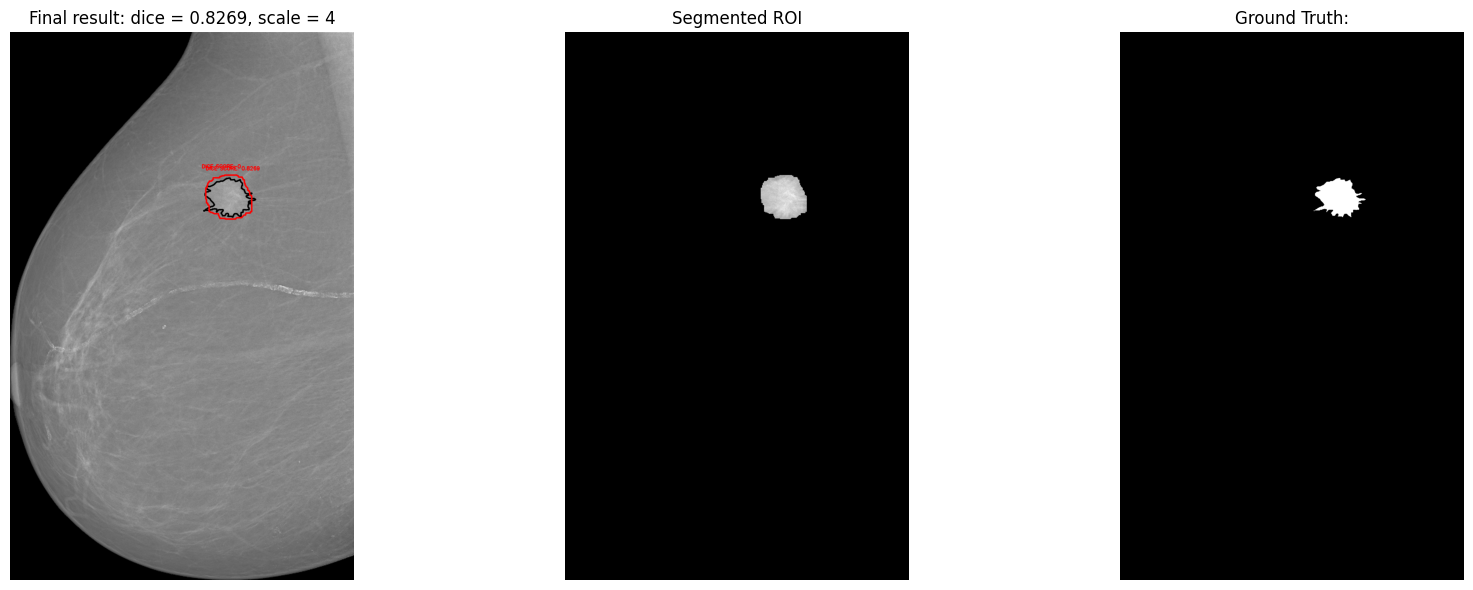 Final result: dice = 0.8269, scale = 4
Segmented ROI
Ground Truth: